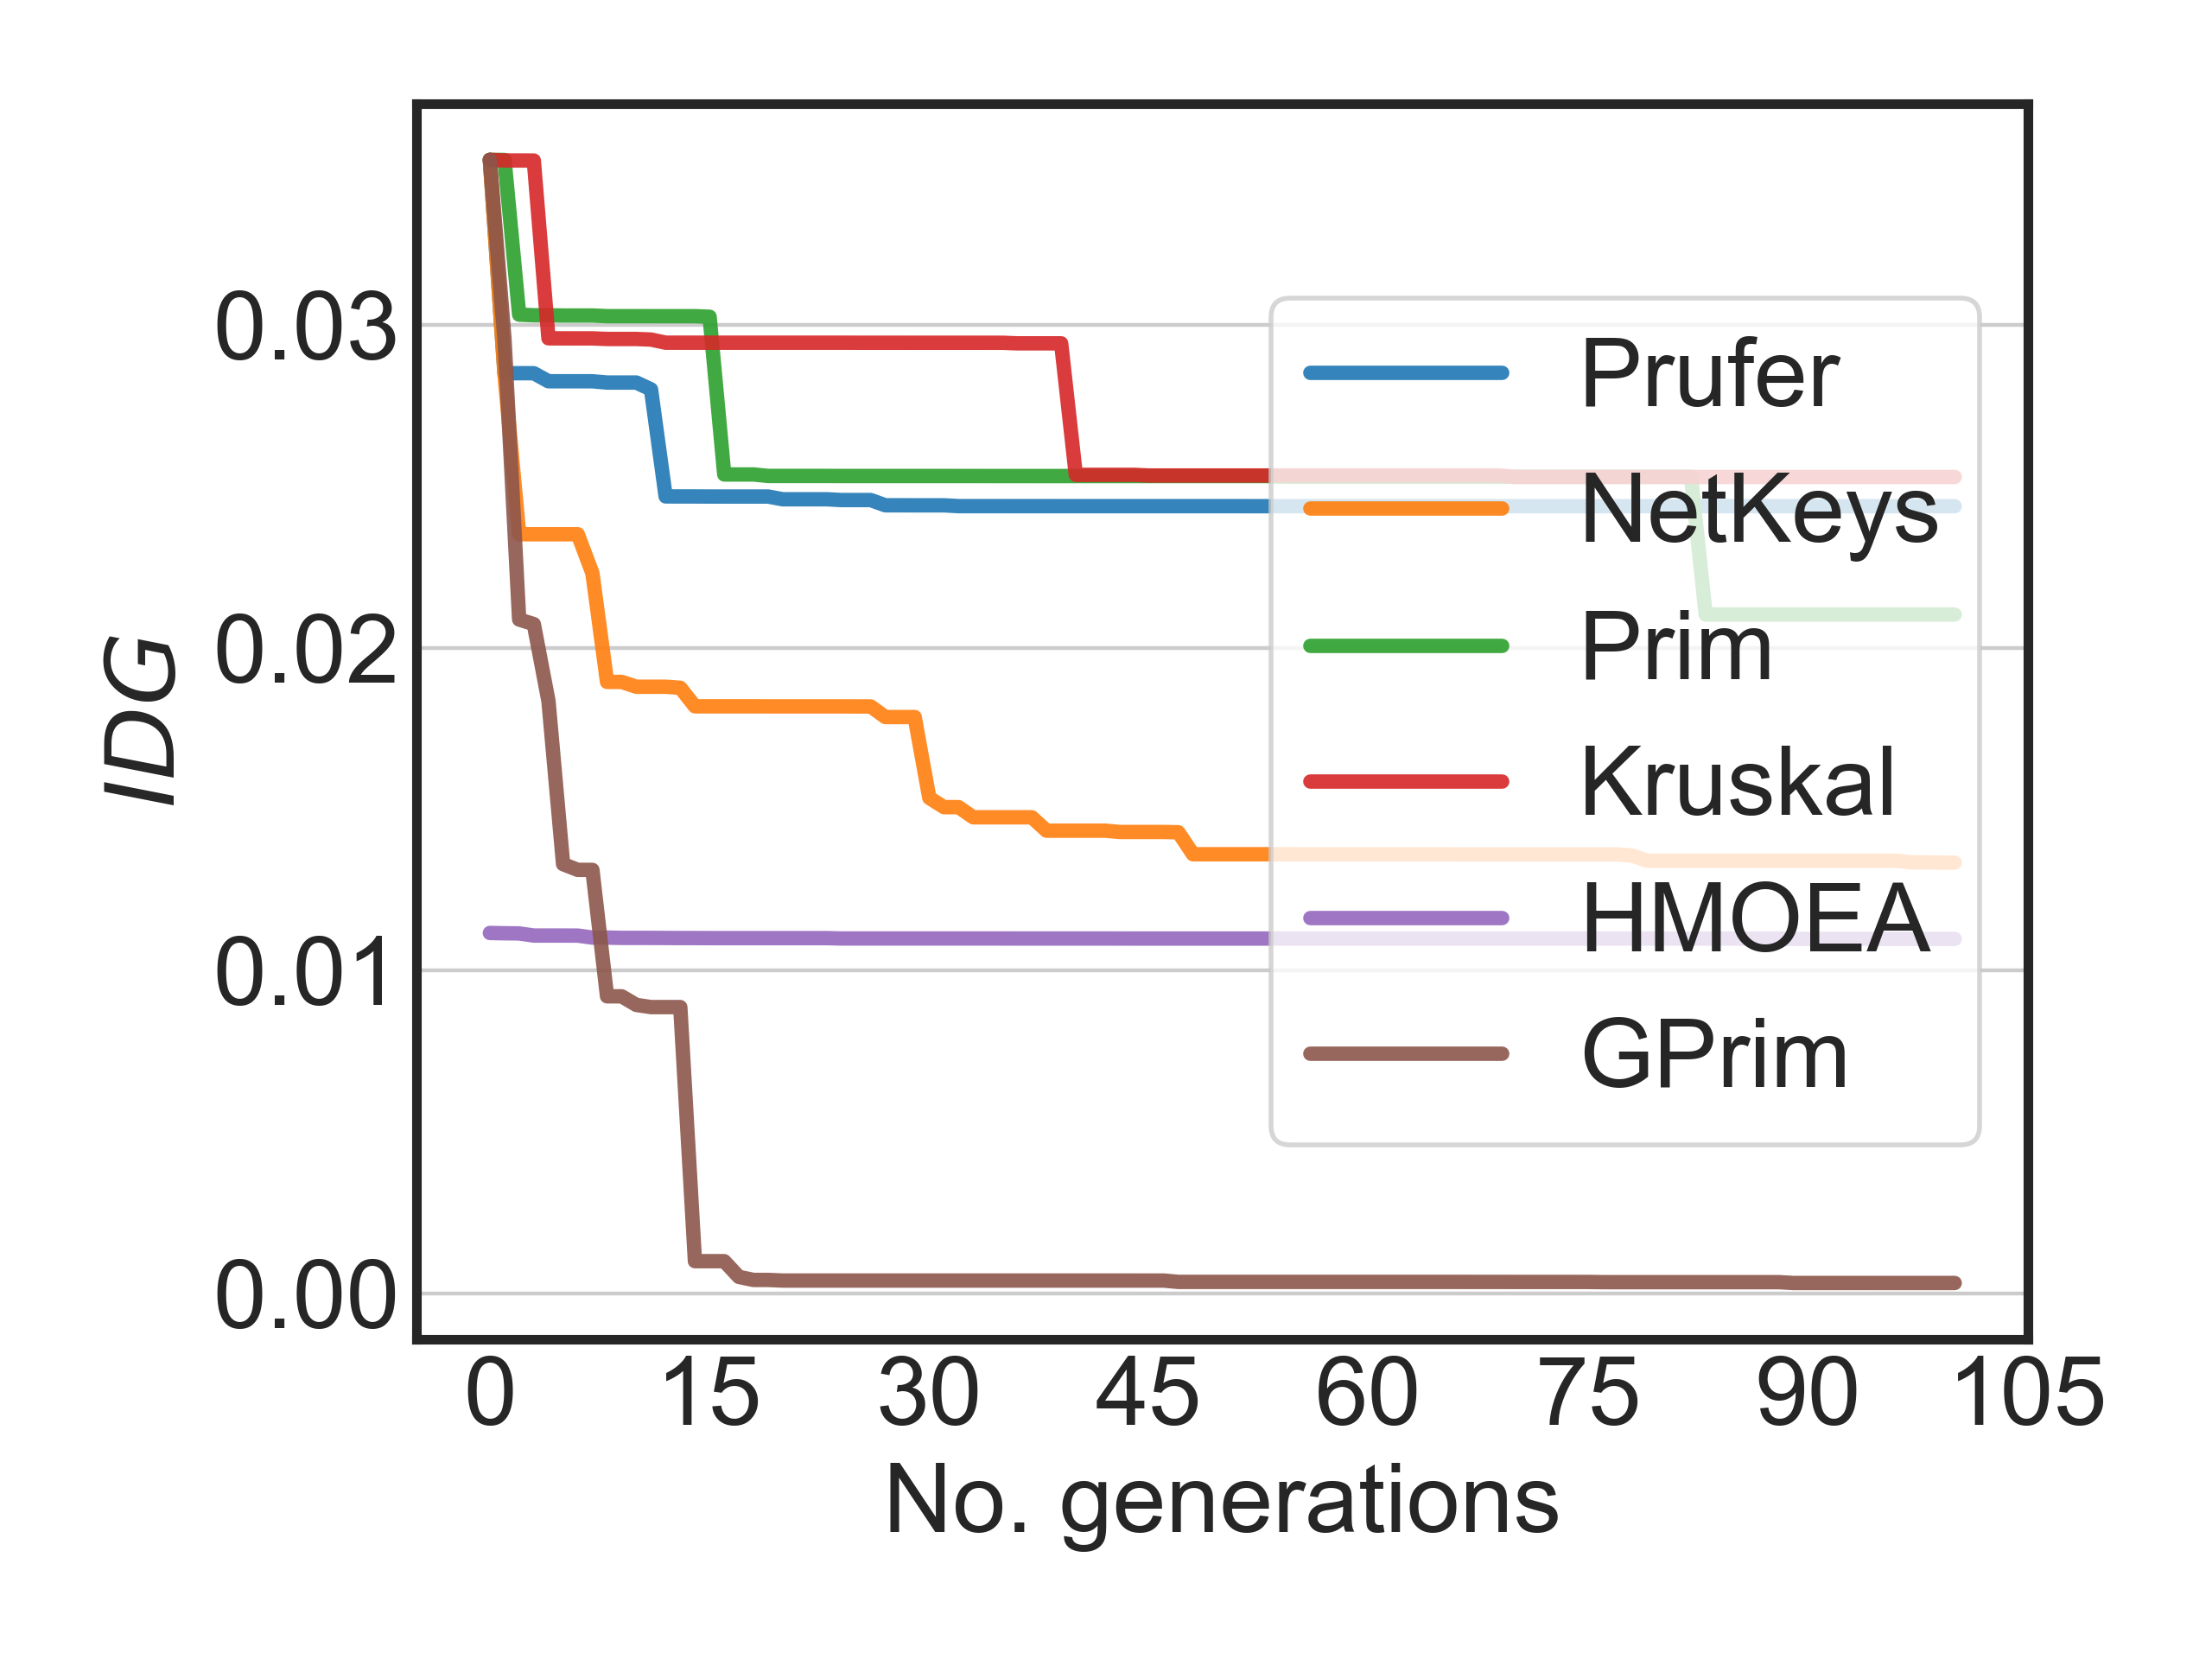 IDG
0.03
0.02
0.01
0.00
Prufer
NetKeys
Prim
Kruskal
HMOEA
GPrim
0 15 30 45 60 75 90 105
No. generations